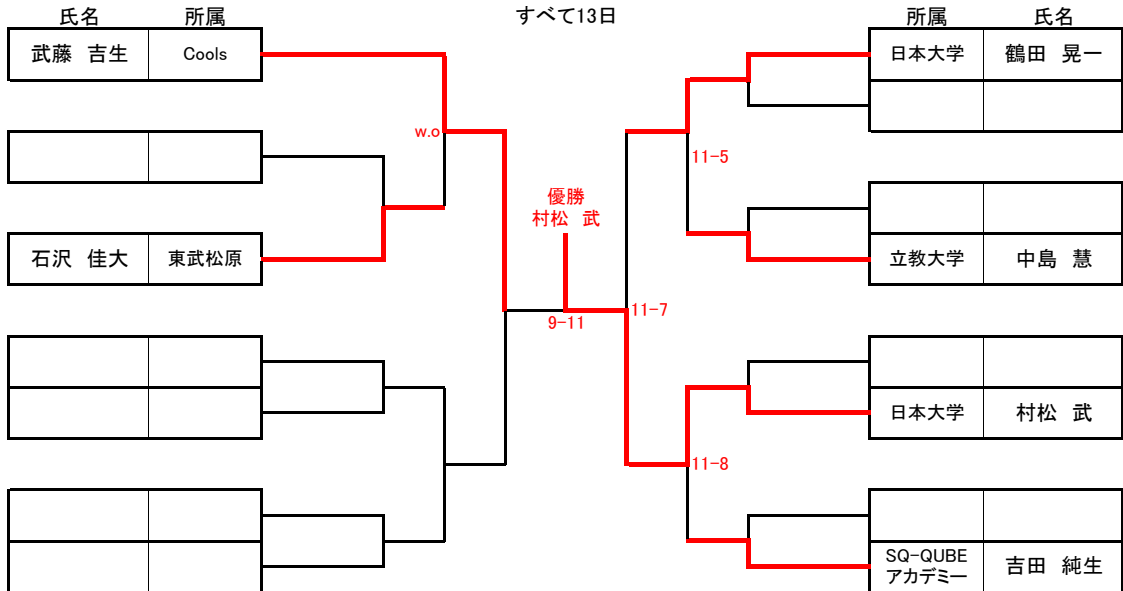 氏名 所属 すべて13日 所属 氏名
武藤 吉生 Cools 日本大学 鶴田 晃一
w.o
11-5
優勝
村松 武
石沢 佳大 東武松原 立教大学 中島 慧
9-11 11-7
日本大学 村松 武
11-8
SQ-QUBE
アカデミー 吉田 純生